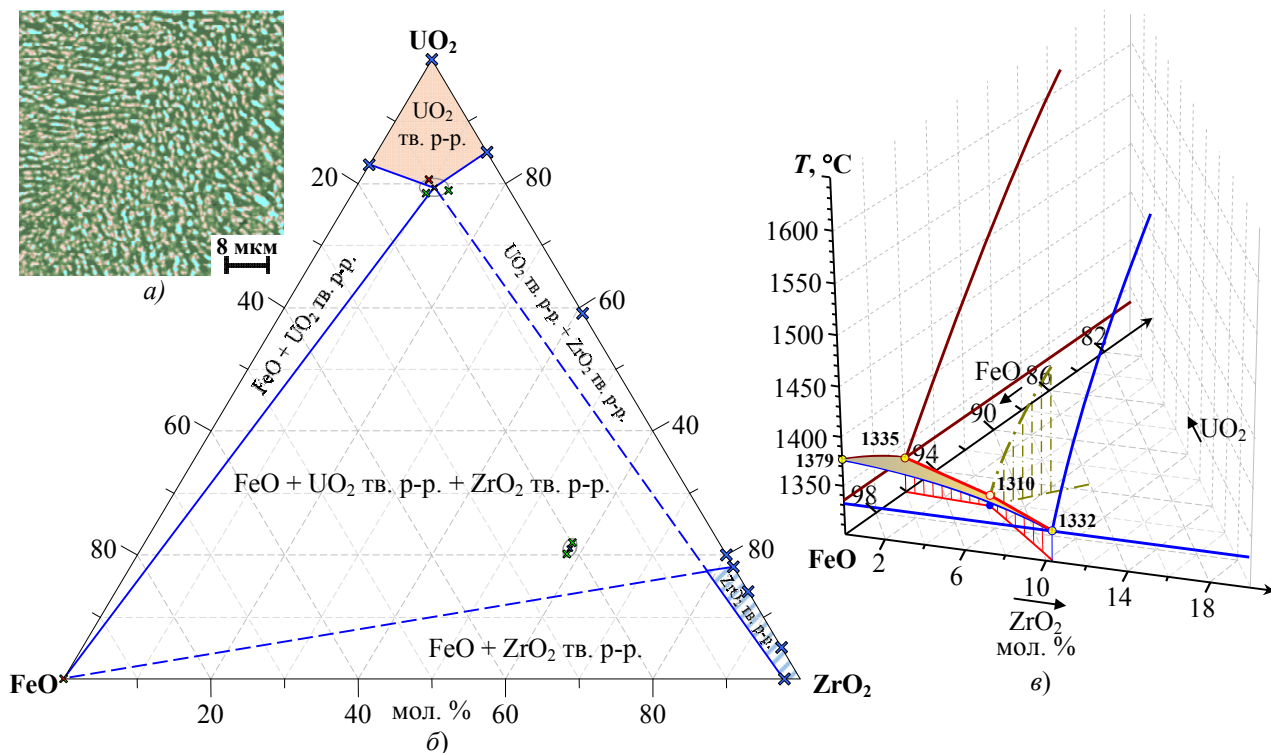 8 мкм
а)
UO2
UO2
тв. р-р.
20
80
40
60
60
40
80
80
FeO + UO2 тв. р-р.
UO2 тв. р-р. + ZrO2 тв. р-р.
FeO + UO2 тв. р-р. + ZrO2 тв. р-р.
ZrO2 тв. р-р.
FeO + ZrO2 тв. р-р.
FeO
ZrO2
20
40
мол. %
60
80
б)
T, °C
1600
1550
1500
1450
1400
1350
1335
1379
1310
1332
82
86
FeO
90
94
98
UO2
FeO
2
6
10
14
18
ZrO2
мол. %
в)